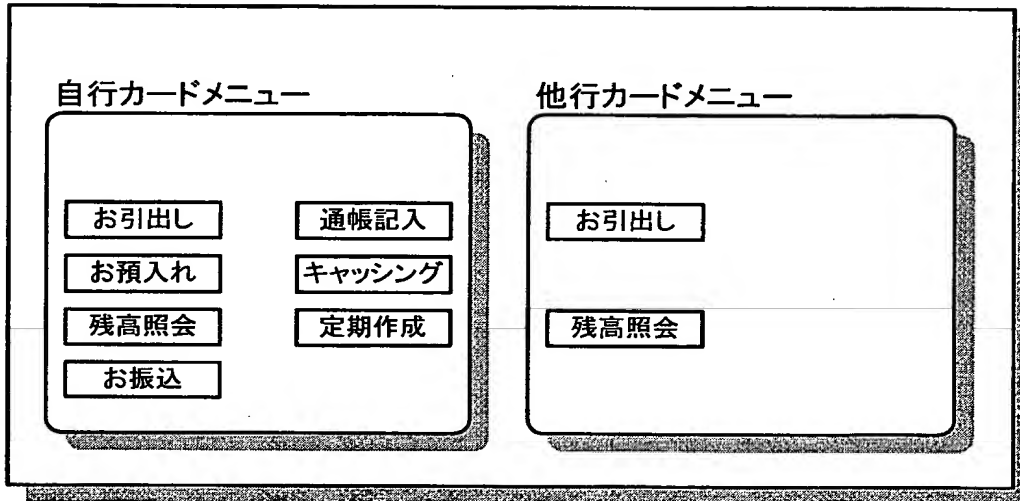 自行カードメニュー
お引出し
お預入れ
残高照会
お振込
通帳記入
キャッシング
定期作成
他行カードメニュー
お引出し
残高照会